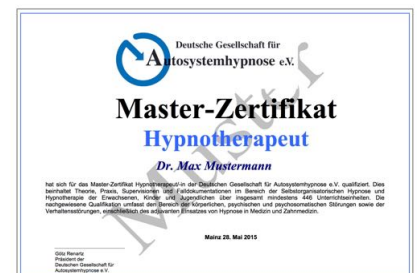 Deutsche Gesellschaft für
Autosystemhypnose e.V.
Master-Zertifikat
Hypnotherapeut
Dr. Max Mustermann
hat sich für das Master-Zertifikat Hypnotherapeut/-in der Deutschen Gesellschaft für Autosystemhypnose e.V. qualifiziert. Dies
beinhaltet Theorie, Praxis, Supervisionen und Falldokumentationen im Bereich der Selbstorganisatorischen Hypnose und
Hypnotherapie der Erwachsenen, Kinder und Jugendlichen über insgesamt mindestens 446 Unterrichtseinheiten. Die
nachgewiesene Qualifikation umfasst den Bereich der körperlichen, psychischen und psychosomatischen Störungen sowie der
Verhaltensstörungen, einschließlich des adjuvanten Einsatzes von Hypnose in Medizin und Zahnmedizin.
Muster
Mainz 28. Mai 2015
Götz Renartz
Präsident der
Deutschen Gesellschaft für
Autosystemhypnose e.V.